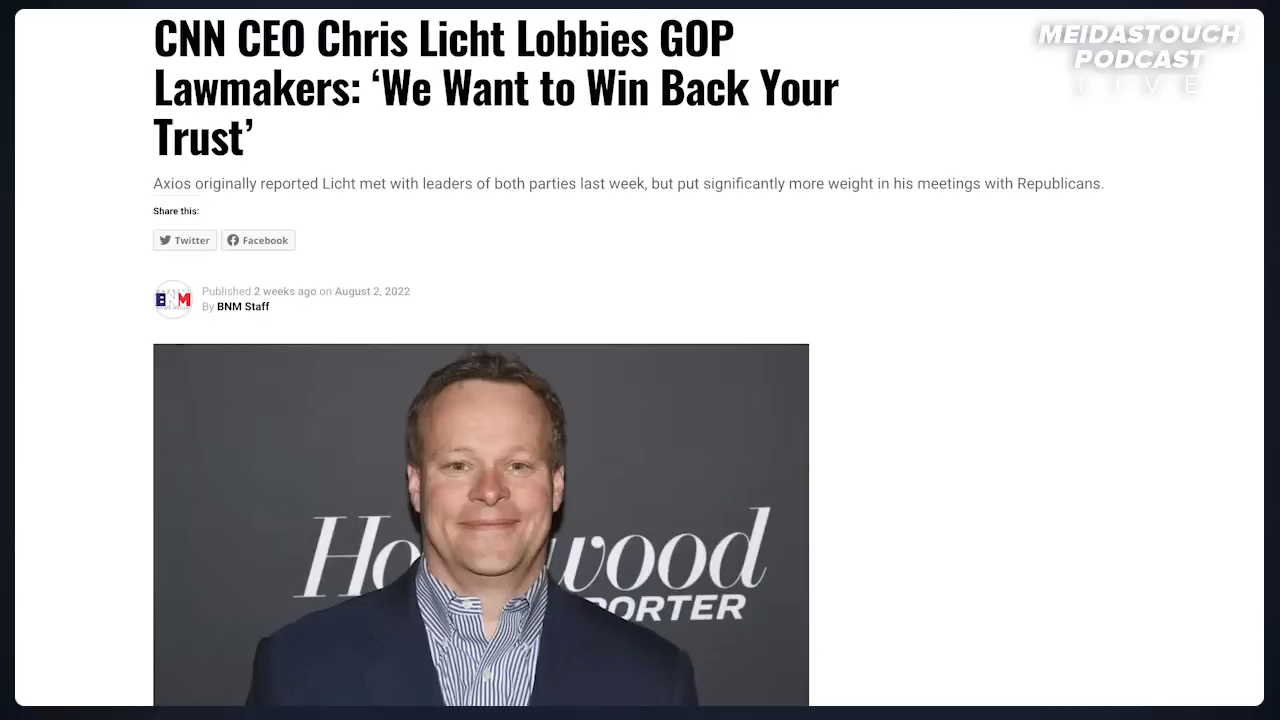 CNN CEO Chris Licht Lobbies GOP
Lawmakers: ‘We Want to Win Back Your
Trust’
MEIDASTOUCH
PODCAST
LIVE
Axios originally reported Licht met with leaders of both parties last week, but put significantly more weight in his meetings with Republicans.
Share this:
Twitter
Facebook
BNM
Published 2 weeks ago on August 2, 2022
By BNM Staff
Ho wood
PORTER